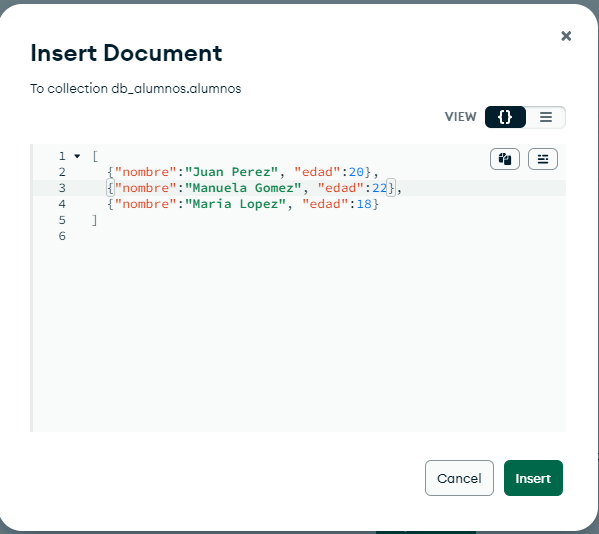 Insert Document
To collection db_alumnos.alumnos
VIEW {}
1 [
2 {"nombre":"Juan Perez", "edad":20},
3 {"nombre":"Manuela Gomez", "edad":22},
4 {"nombre":"Maria Lopez", "edad":18}
5 ]
6
Cancel Insert